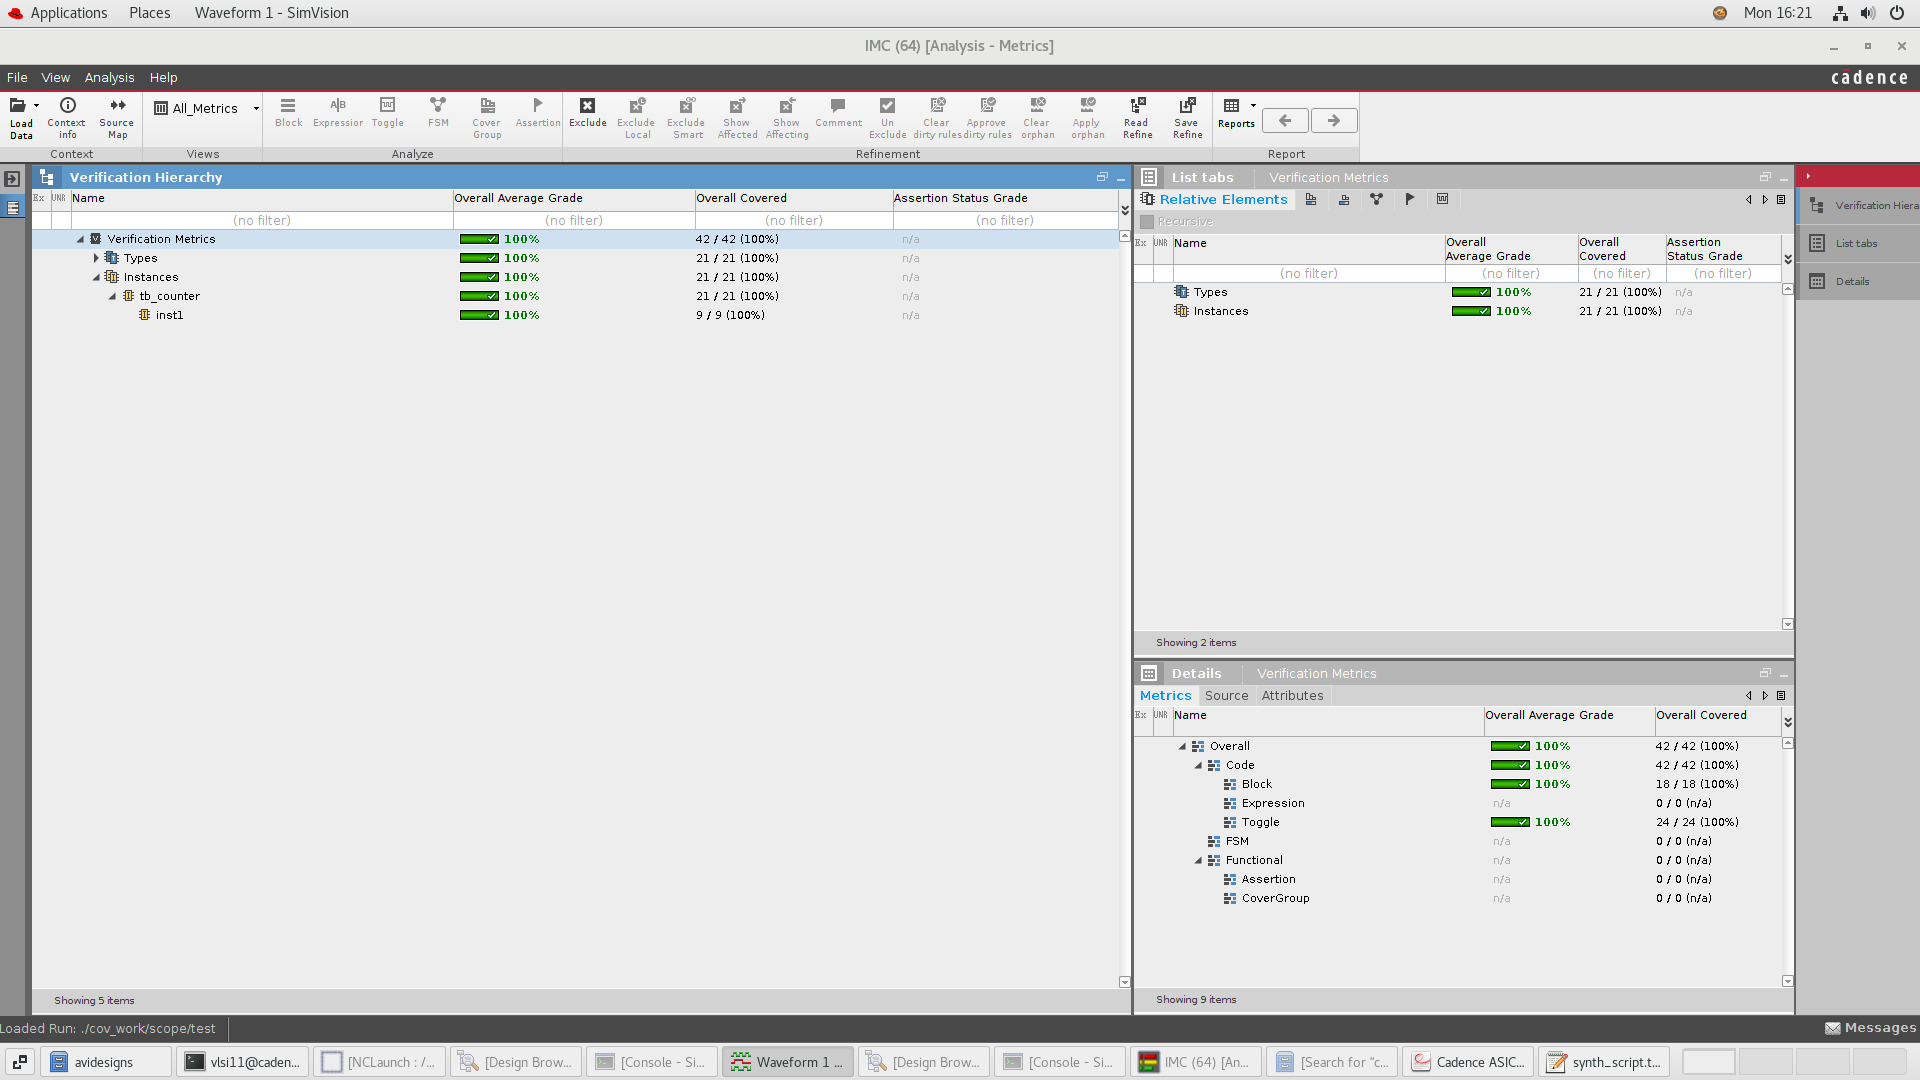 Applications Places Waveform 1 - SimVision Mon 16:21
IMC (64) [Analysis - Metrics]
File View Analysis Help cadence
Load Data Context info Source Map All_Metrics Block Expression Toggle FSM Cover Group Assertion Exclude Exclude Local Exclude Smart Show Affected Show Affecting Comment Un Exclude Clear dirty rules Approve dirty rules Clear orphan Apply orphan Read Refine Save Refine Reports
Context Views Analyze Refinement Report
Verification Hierarchy
Ex UNR Name Overall Average Grade Overall Covered Assertion Status Grade
(no filter) (no filter) (no filter) (no filter)
Verification Metrics 100% 42 / 42 (100%) n/a
Types 100% 21 / 21 (100%) n/a
Instances 100% 21 / 21 (100%) n/a
tb_counter 100% 21 / 21 (100%) n/a
inst1 100% 9 / 9 (100%) n/a
Showing 5 items
List tabs Verification Metrics
Relative Elements
Recursive
Ex UNR Name Overall Average Grade Overall Covered Assertion Status Grade
(no filter) (no filter) (no filter) (no filter)
Types 100% 21 / 21 (100%) n/a
Instances 100% 21 / 21 (100%) n/a
Showing 2 items
Details Verification Metrics
Metrics Source Attributes
Ex UNR Name Overall Average Grade Overall Covered
Overall 100% 42 / 42 (100%)
Code 100% 42 / 42 (100%)
Block 100% 18 / 18 (100%)
Expression n/a 0 / 0 (n/a)
Toggle 100% 24 / 24 (100%)
FSM n/a 0 / 0 (n/a)
Functional n/a 0 / 0 (n/a)
Assertion n/a 0 / 0 (n/a)
CoverGroup n/a 0 / 0 (n/a)
Showing 9 items
Verification Hiera
List tabs
Details
Loaded Run: ./cov_work/scope/test Messages
avidesigns vlsi11@caden... [NCLaunch : /... [Design Brow... [Console - Si... Waveform 1 ... [Design Brow... [Console - Si... IMC (64) [An... [Search for "c... Cadence ASIC... synth_script.t...